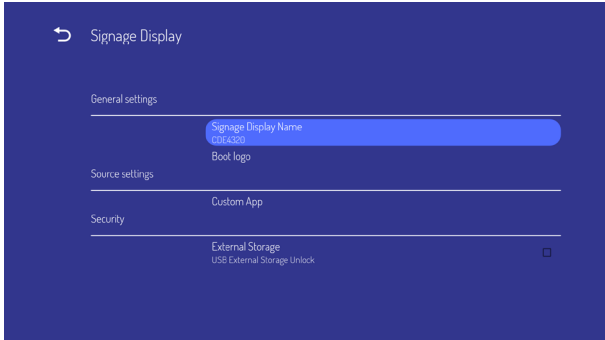 Signage Display
General settings
Signage Display Name
CDE4320
Boot logo
Source settings
Custom App
Security
External Storage
USB External Storage Unlock